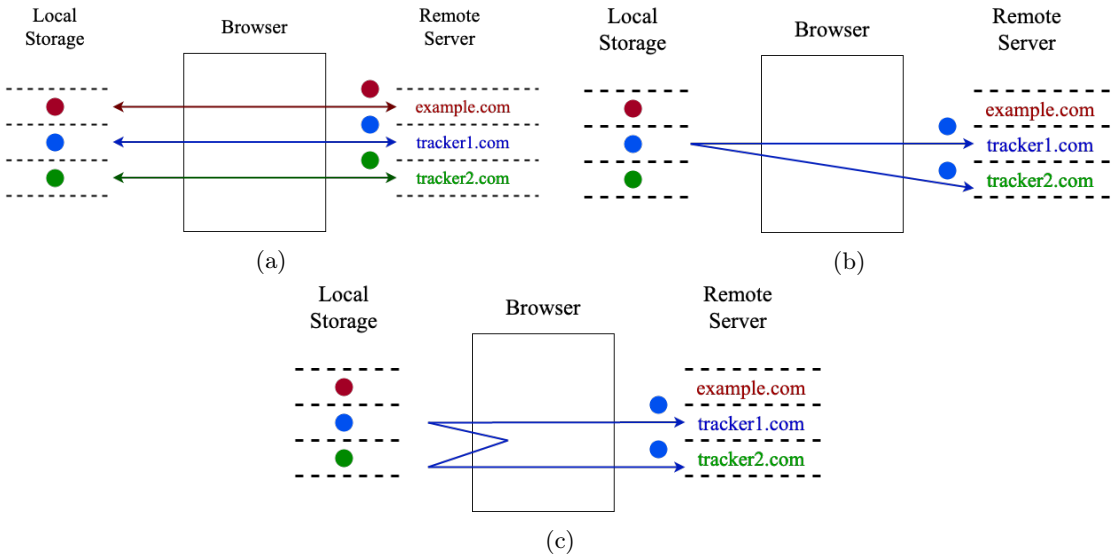 Local
Storage
Browser
Remote
Server
example.com
tracker1.com
tracker2.com
(a)
Local
Storage
Browser
Remote
Server
example.com
tracker1.com
tracker2.com
(b)
Local
Storage
Browser
Remote
Server
example.com
tracker1.com
tracker2.com
(c)